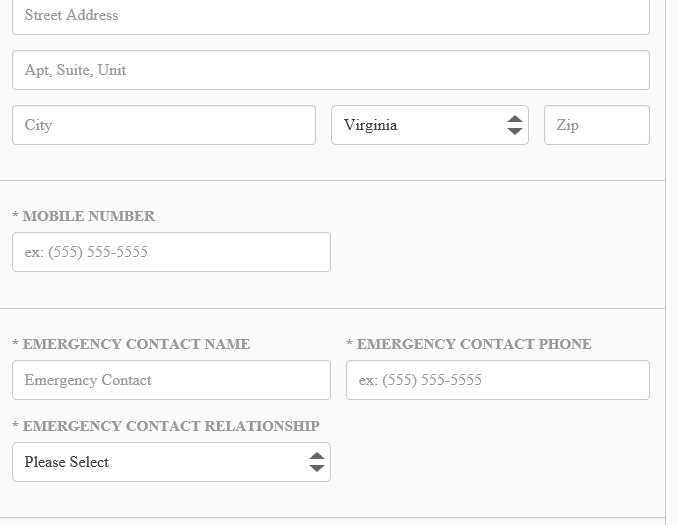 Street Address
Apt, Suite, Unit
City Virginia Zip
* MOBILE NUMBER
ex: (555) 555-5555
* EMERGENCY CONTACT NAME * EMERGENCY CONTACT PHONE
Emergency Contact ex: (555) 555-5555
* EMERGENCY CONTACT RELATIONSHIP
Please Select